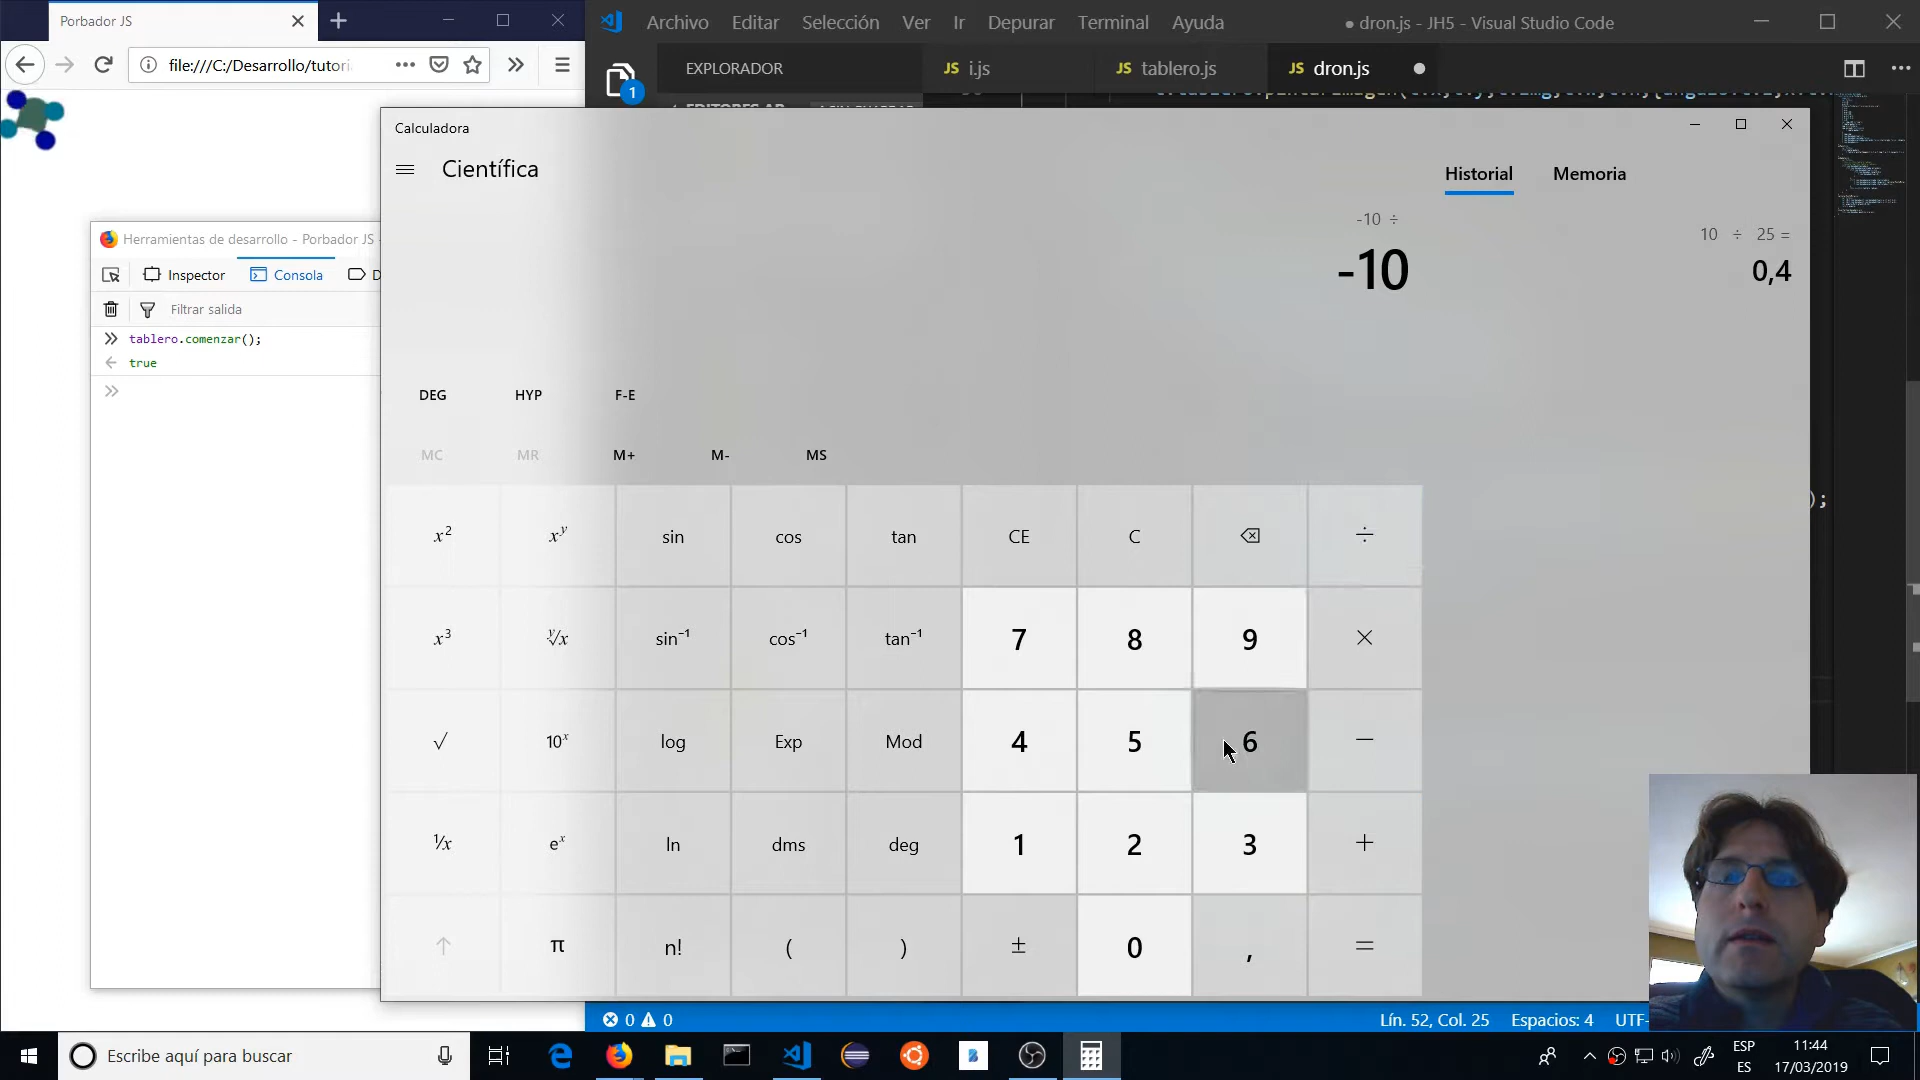 Porbador JS
file:///C:/Desarrollo/tutori
Archivo Editar Selección Ver Ir Depurar Terminal Ayuda
● dron.js - JH5 - Visual Studio Code
EXPLORADOR
1
JS i.js
JS tablero.js
JS dron.js ●
Calculadora
Científica
Historial Memoria
-10 ÷
-10
10 ÷ 25 =
0,4
Herramientas de desarrollo - Porbador JS -
Inspector Consola D
Filtrar salida
tablero.comenzar();
true
);
DEG HYP F-E
MC MR M+ M- MS
x² xʸ sin cos tan CE C ÷
x³ ʸ√x sin⁻¹ cos⁻¹ tan⁻¹ 7 8 9 ×
√ 10ˣ log Exp Mod 4 5 6 −
¹/x eˣ ln dms deg 1 2 3 +
↑ π n! ( ) ± 0 , =
0 0
Lín. 52, Col. 25 Espacios: 4 UTF-
Escribe aquí para buscar
ESP
ES
11:44
17/03/2019